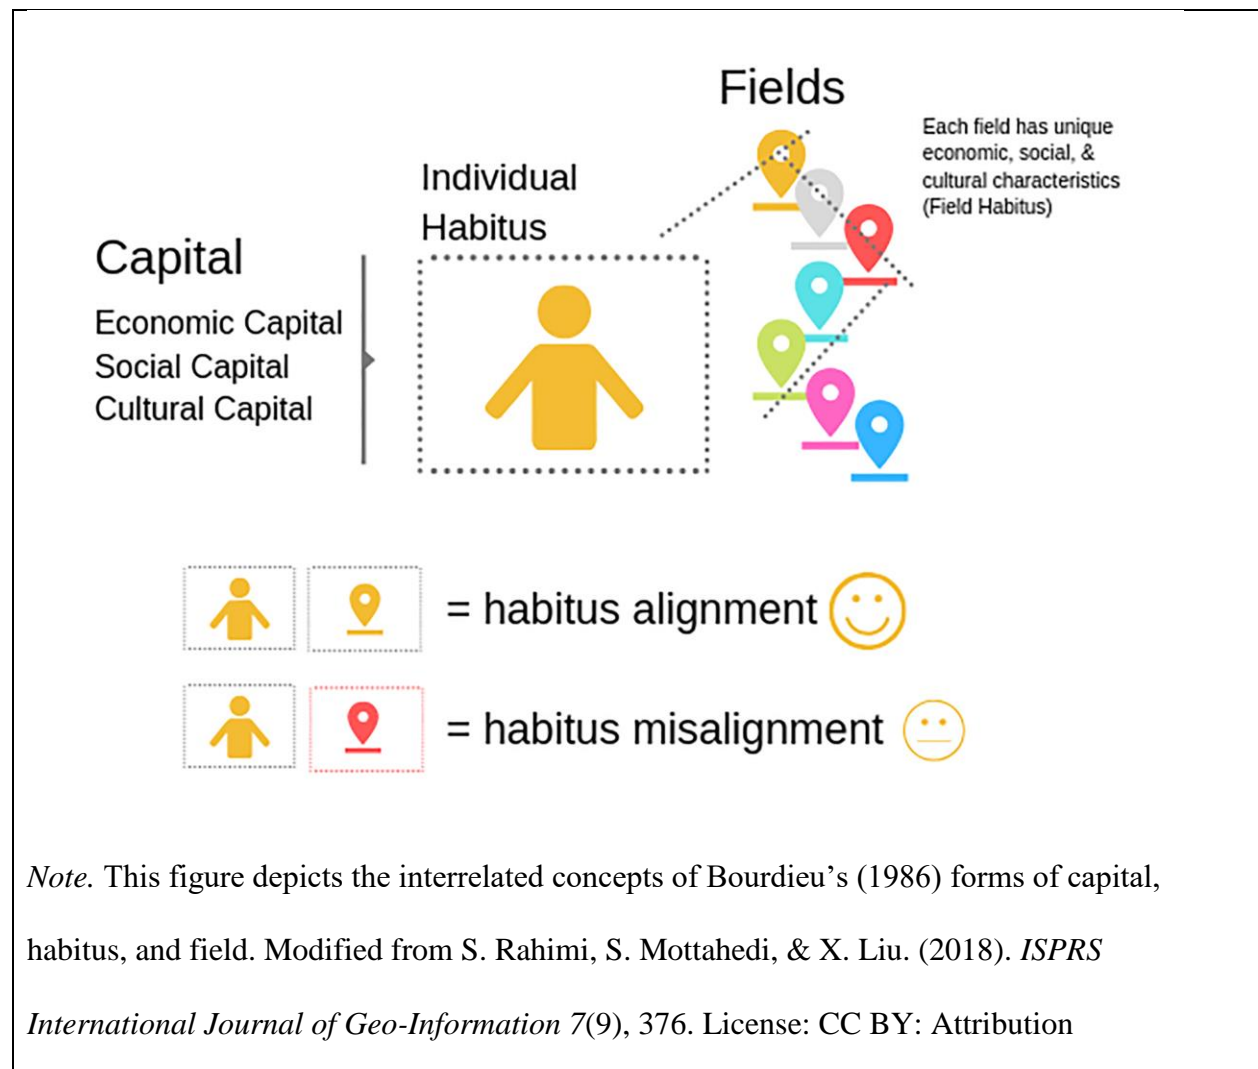 Fields
Each field has unique
economic, social, &
cultural characteristics
(Field Habitus)
Individual
Habitus
Capital
Economic Capital
Social Capital
Cultural Capital
= habitus alignment
= habitus misalignment
Note. This figure depicts the interrelated concepts of Bourdieu’s (1986) forms of capital,
habitus, and field. Modified from S. Rahimi, S. Mottahedi, & X. Liu. (2018). ISPRS
International Journal of Geo-Information 7(9), 376. License: CC BY: Attribution